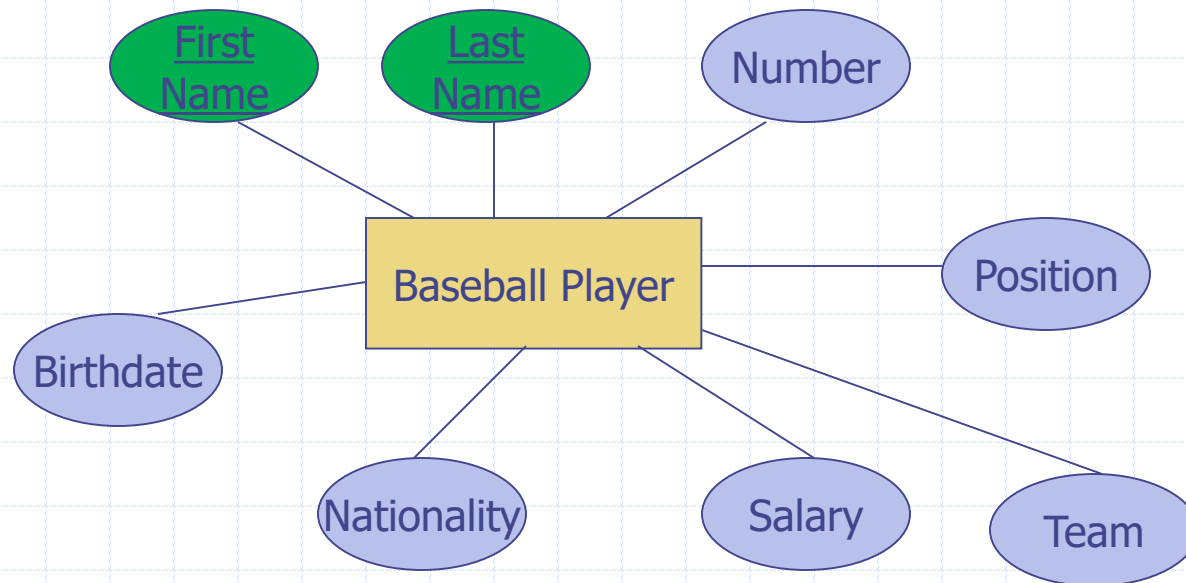 First
Name
Last
Name
Number
Baseball Player
Position
Birthdate
Nationality
Salary
Team